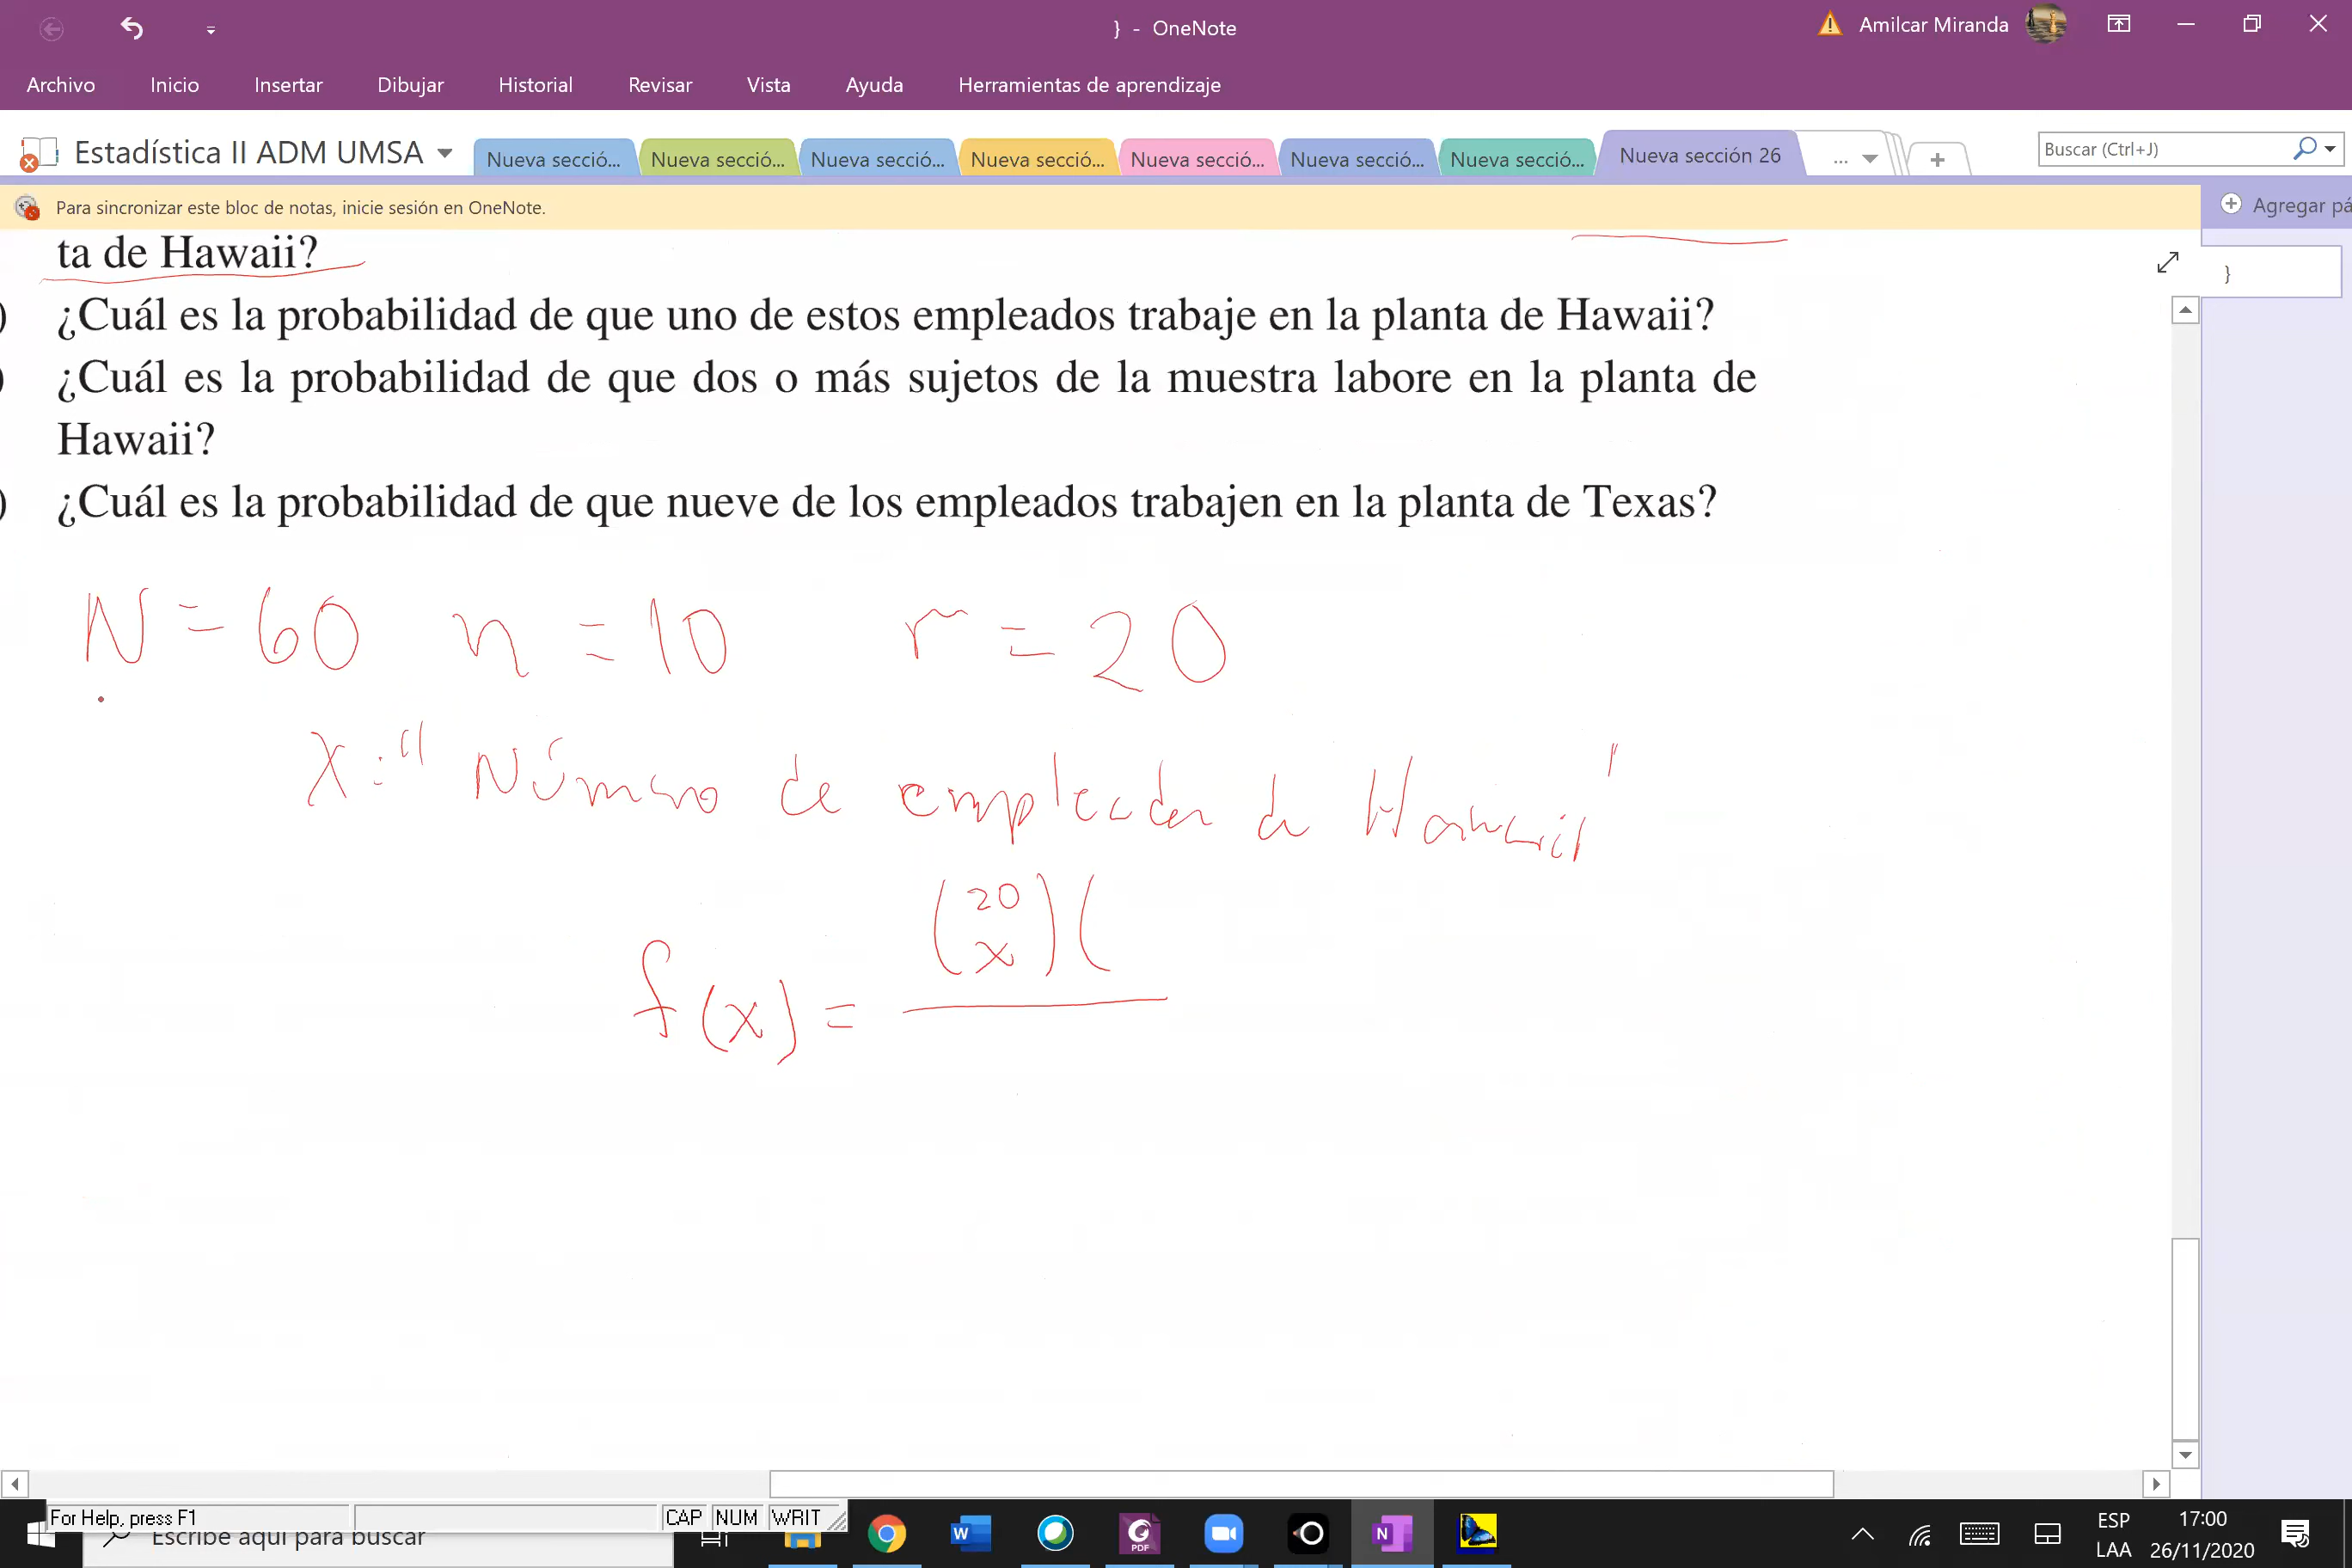 } - OneNote
Amilcar Miranda
Archivo Inicio Insertar Dibujar Historial Revisar Vista Ayuda Herramientas de aprendizaje
Estadística II ADM UMSA
Nueva secció... Nueva secció... Nueva secció... Nueva secció... Nueva secció... Nueva secció... Nueva secció... Nueva sección 26 ... +
Buscar (Ctrl+J)
Para sincronizar este bloc de notas, inicie sesión en OneNote.
Agregar pá
}
ta de Hawaii?
) ¿Cuál es la probabilidad de que uno de estos empleados trabaje en la planta de Hawaii?
) ¿Cuál es la probabilidad de que dos o más sujetos de la muestra labore en la planta de
Hawaii?
) ¿Cuál es la probabilidad de que nueve de los empleados trabajen en la planta de Texas?
N = 60 n = 10 r = 20
X: " Número de empleados de Hawaii "
f(x) = (20 x) (
For Help, press F1
CAP NUM WRIT
Escribe aquí para buscar
ESP
LAA
17:00
26/11/2020